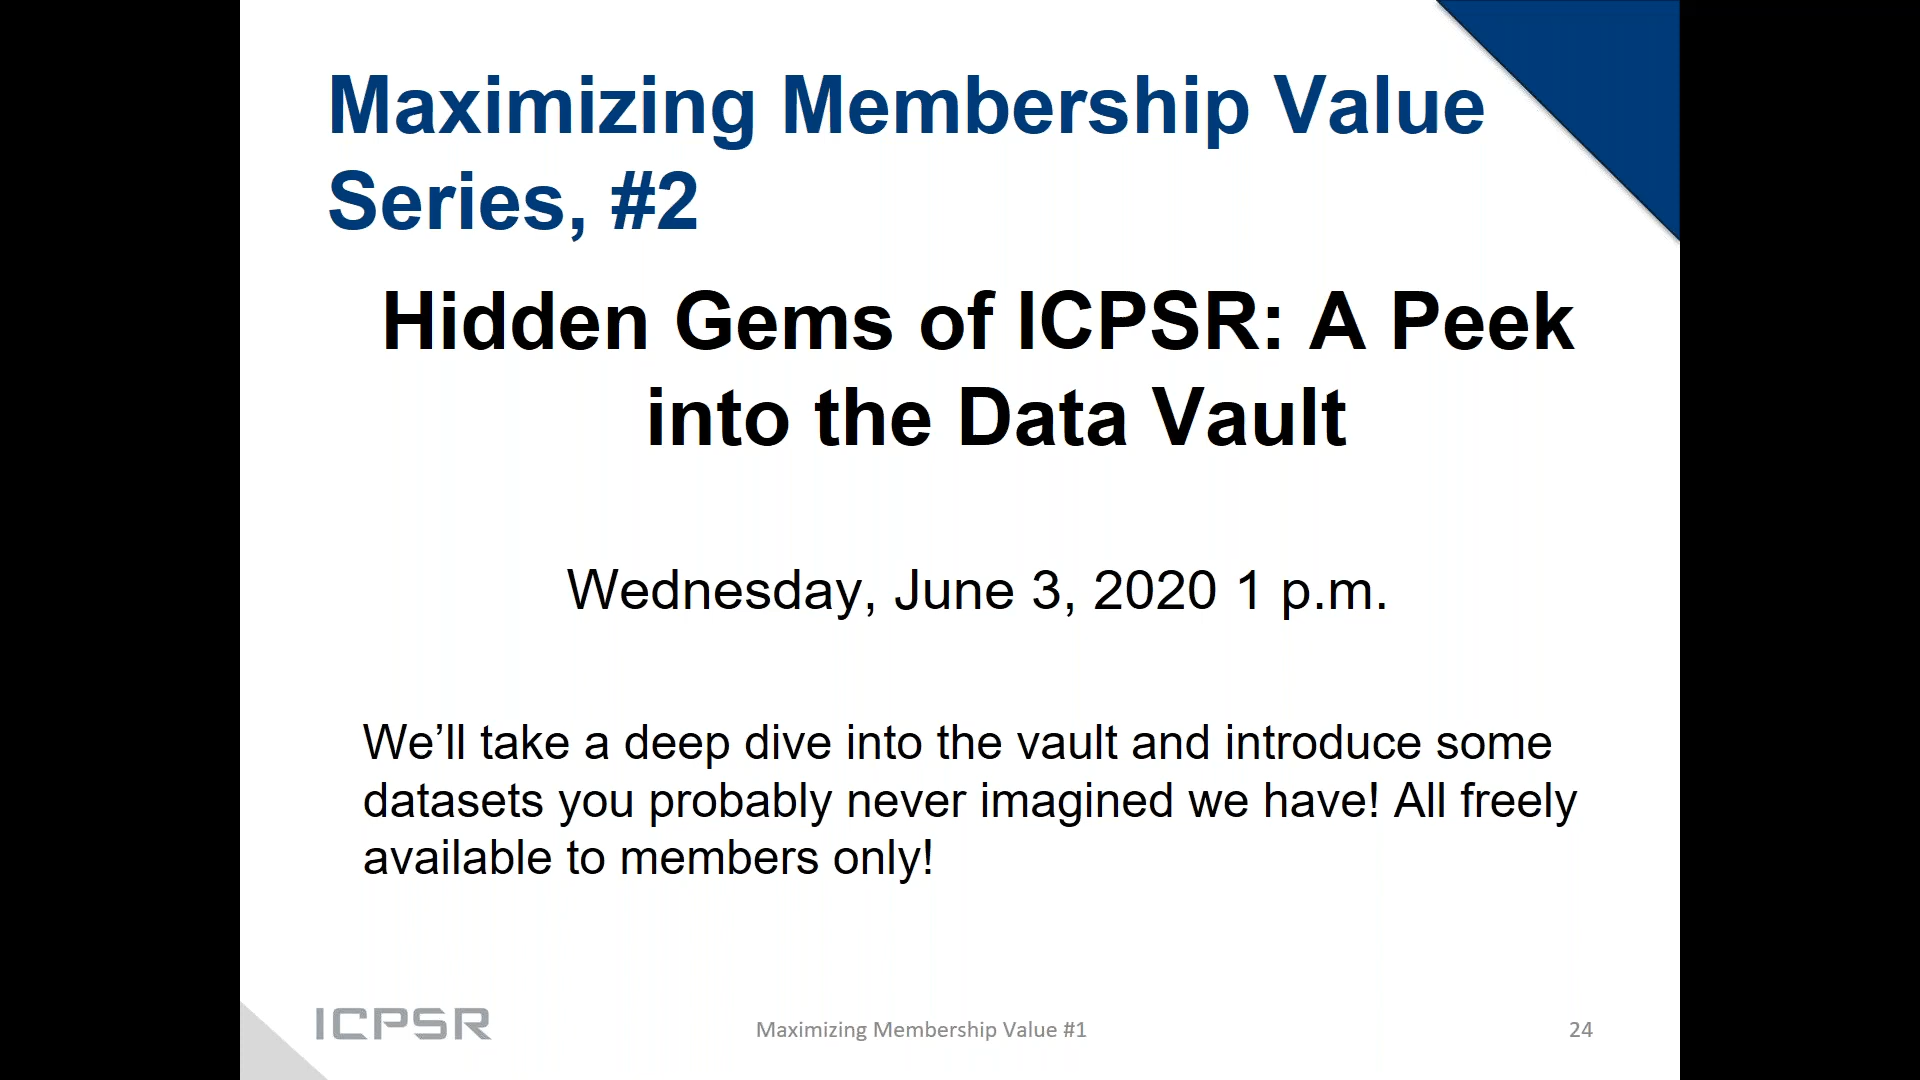 Maximizing Membership Value
Series, #2
Hidden Gems of ICPSR: A Peek
into the Data Vault
Wednesday, June 3, 2020 1 p.m.
We’ll take a deep dive into the vault and introduce some
datasets you probably never imagined we have! All freely
available to members only!
ICPSR
Maximizing Membership Value #1
24